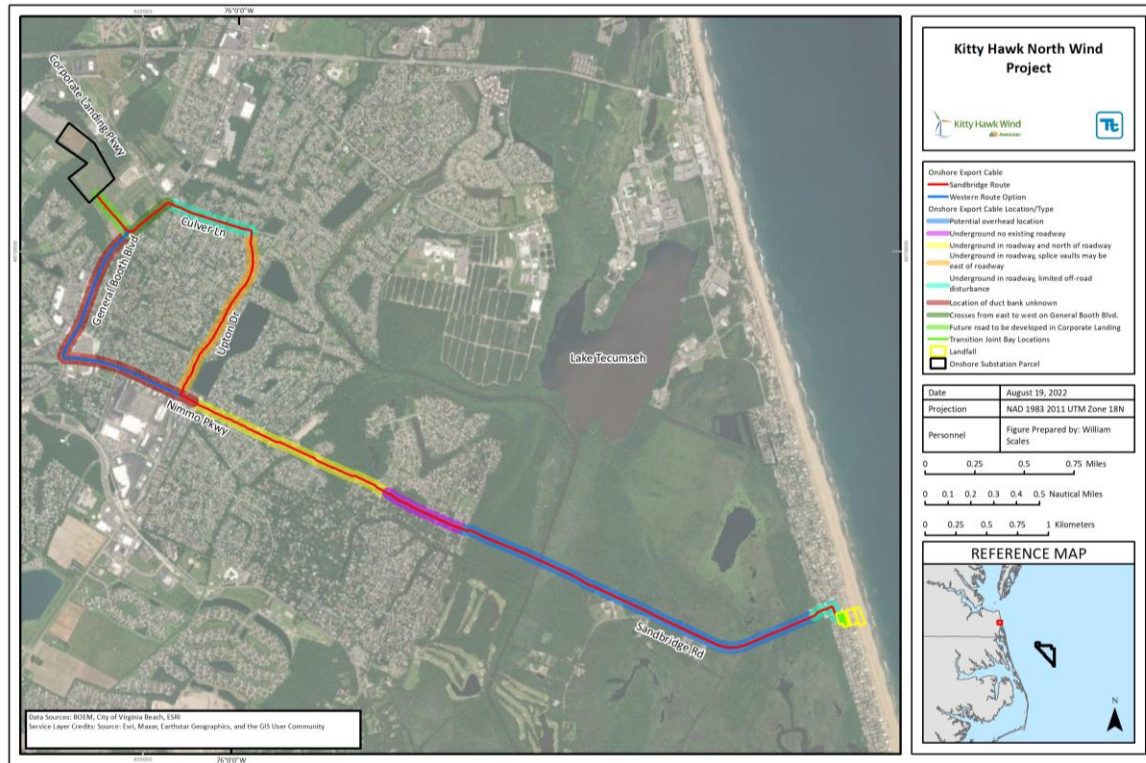 410000
76°0'0"W
Corporate Landing Pkwy
Culver Ln
General Booth Blvd
Upton Dr
Lake Tecumseh
Nimmo Pkwy
Sandbridge Rd
Data Sources: BOEM, City of Virginia Beach, ESRI
Service Layer Credits: Source: Esri, Maxar, Earthstar Geographics, and the GIS User Community
410000
76°0'0"W
Kitty Hawk North Wind
Project
Kitty Hawk Wind
Tt
Onshore Export Cable
Sandbridge Route
Western Route Option
Onshore Export Cable Location/Type
Potential overhead location
Underground no existing roadway
Underground in roadway and north of roadway
Underground in roadway, splice vaults may be
east of roadway
Underground in roadway, limited off-road
disturbance
Location of duct bank unknown
Crosses from east to west on General Booth Blvd.
Future road to be developed in Corporate Landing
Transition Joint Bay Locations
Landfall
Onshore Substation Parcel
Date August 19, 2022
Projection NAD 1983 2011 UTM Zone 18N
Personnel Figure Prepared by: William
Scales
0 0.25 0.5 0.75 Miles
0 0.1 0.2 0.3 0.4 0.5 Nautical Miles
0 0.25 0.5 0.75 1 Kilometers
REFERENCE MAP
N